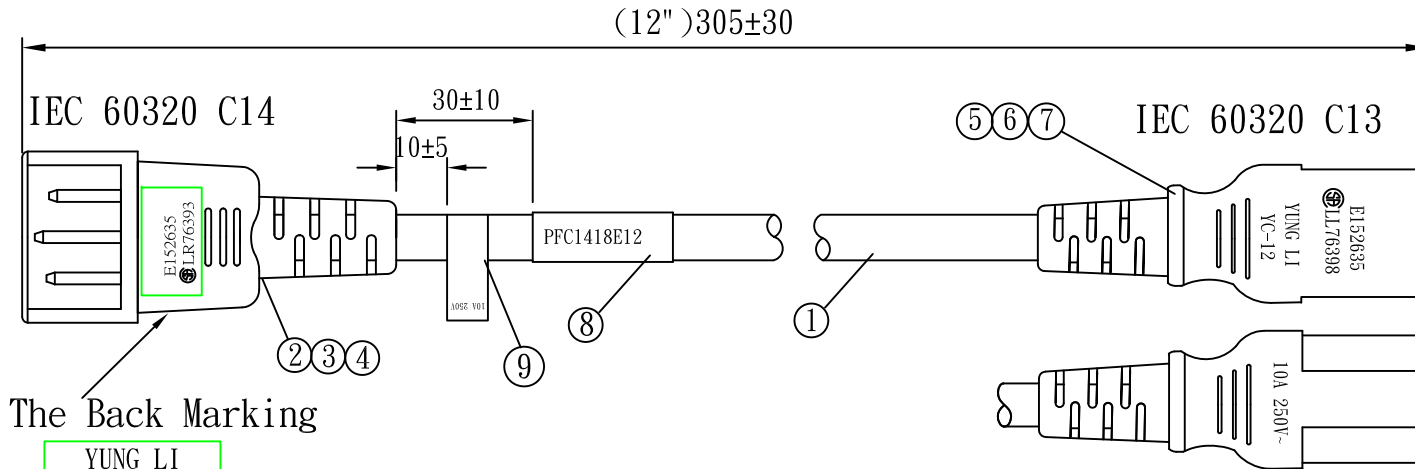 (12")305±30
IEC 60320 C14
30±10
10±5
5 6 7
IEC 60320 C13
E152635
LR76393
PFC1418E12
10A 250V
YUNG LI
YC-12
E152635
LL76398
2 3 4
9
8
1
10A 250V~
The Back Marking
YUNG LI